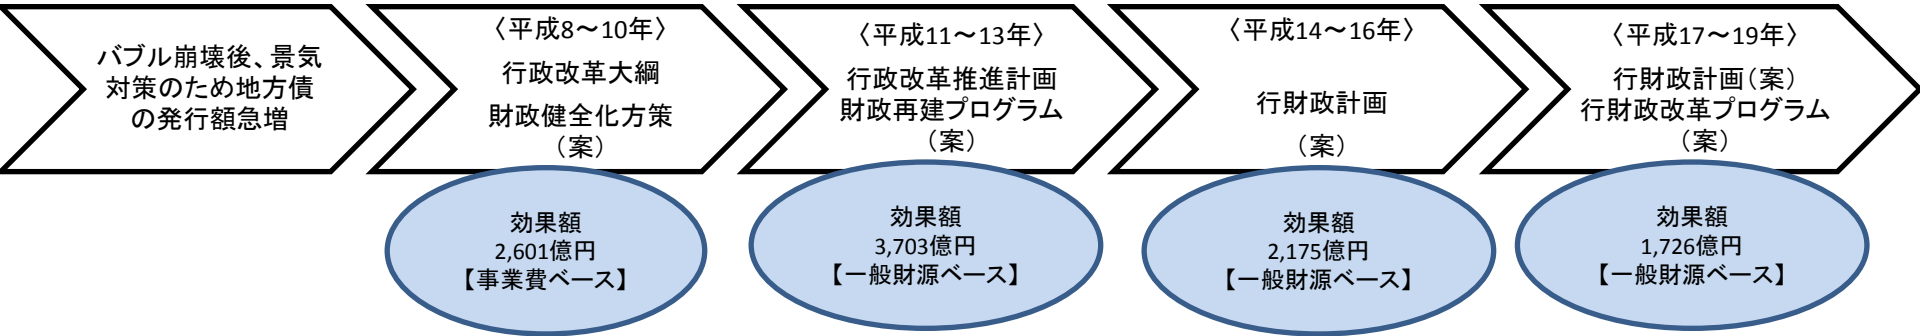 バブル崩壊後、景気
対策のため地方債
の発行額急増
〈平成8～10年〉
行政改革大綱
財政健全化方策
（案）
効果額
2,601億円
【事業費ベース】
〈平成11～13年〉
行政改革推進計画
財政再建プログラム
（案）
効果額
3,703億円
【一般財源ベース】
〈平成14～16年〉
行財政計画
（案）
効果額
2,175億円
【一般財源ベース】
〈平成17～19年〉
行財政計画（案）
行財政改革プログラム
（案）
効果額
1,726億円
【一般財源ベース】